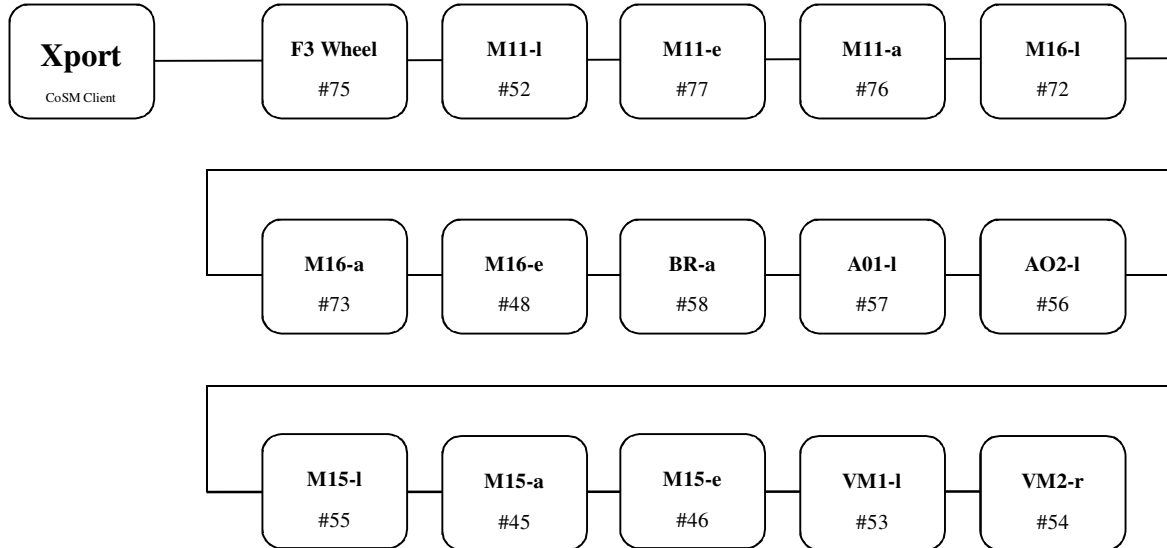 Xport
CoSM Client
F3 Wheel
#75
M11-l
#52
M11-e
#77
M11-a
#76
M16-l
#72
M16-a
#73
M16-e
#48
BR-a
#58
A01-l
#57
AO2-l
#56
M15-l
#55
M15-a
#45
M15-e
#46
VM1-l
#53
VM2-r
#54